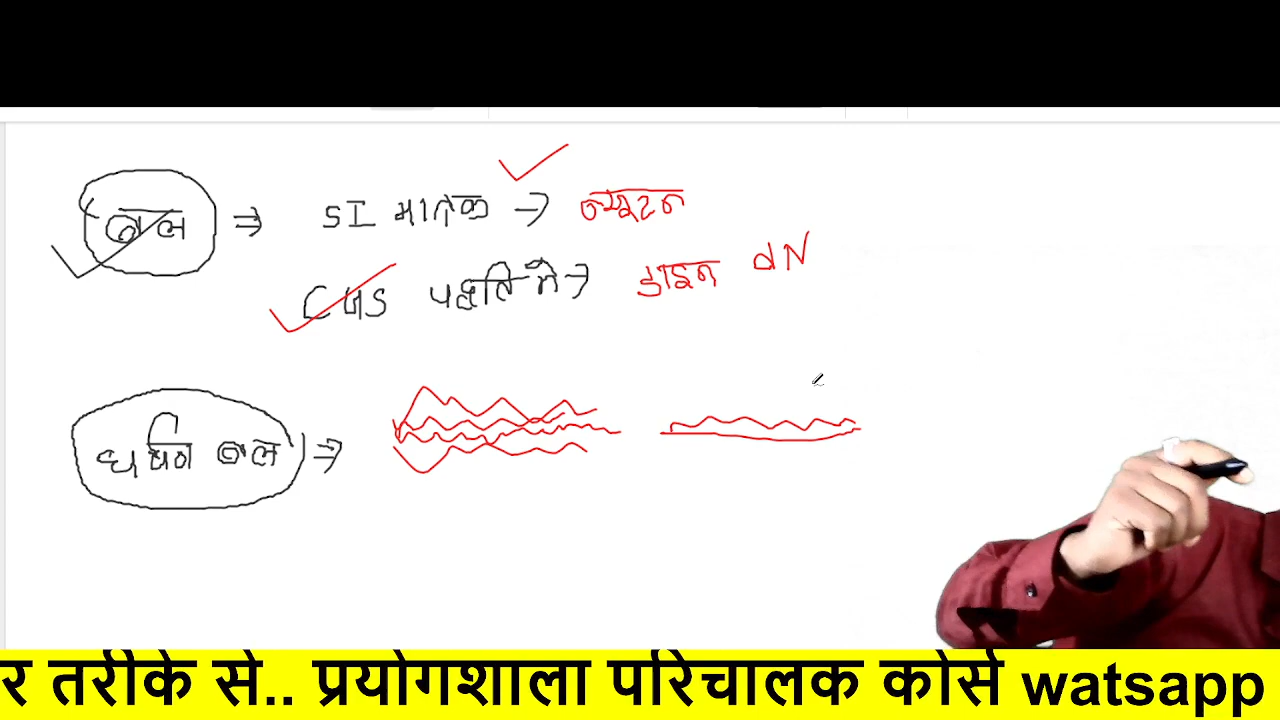 बल ⇒ SI मात्रक → न्यूटन
CGS पद्धति में → डाइन dN
घर्षण बल ⇒
र तरीके से.. प्रयोगशाला परिचालक कोर्स watsapp